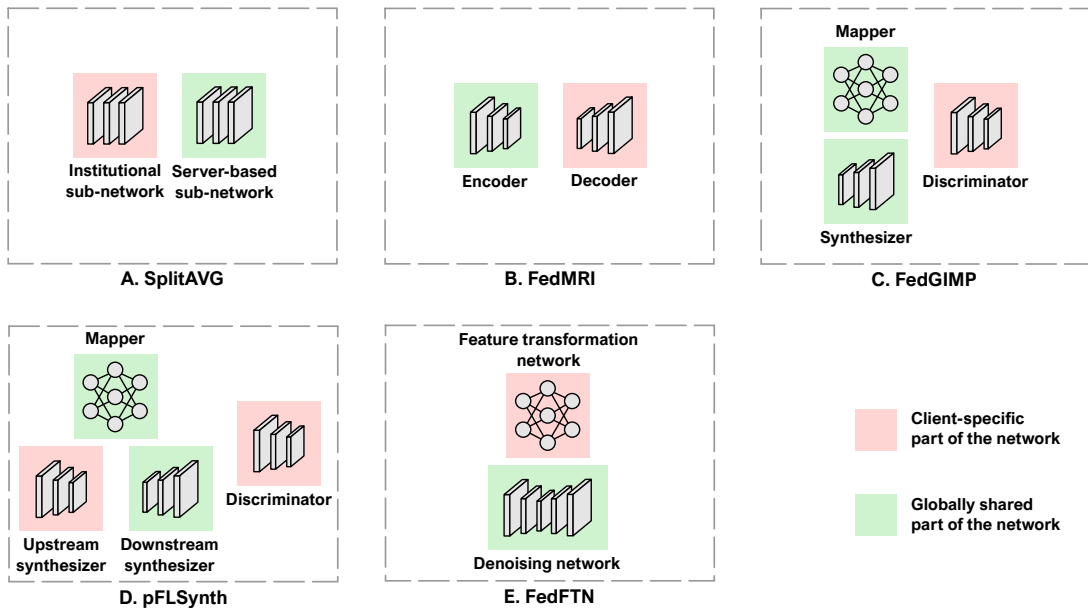 Institutional
sub-network
Server-based
sub-network
A. SplitAVG
Encoder
Decoder
B. FedMRI
Mapper
Synthesizer
Discriminator
C. FedGIMP
Mapper
Upstream
synthesizer
Downstream
synthesizer
Discriminator
D. pFLSynth
Feature transformation
network
Denoising network
E. FedFTN
Client-specific
part of the network
Globally shared
part of the network